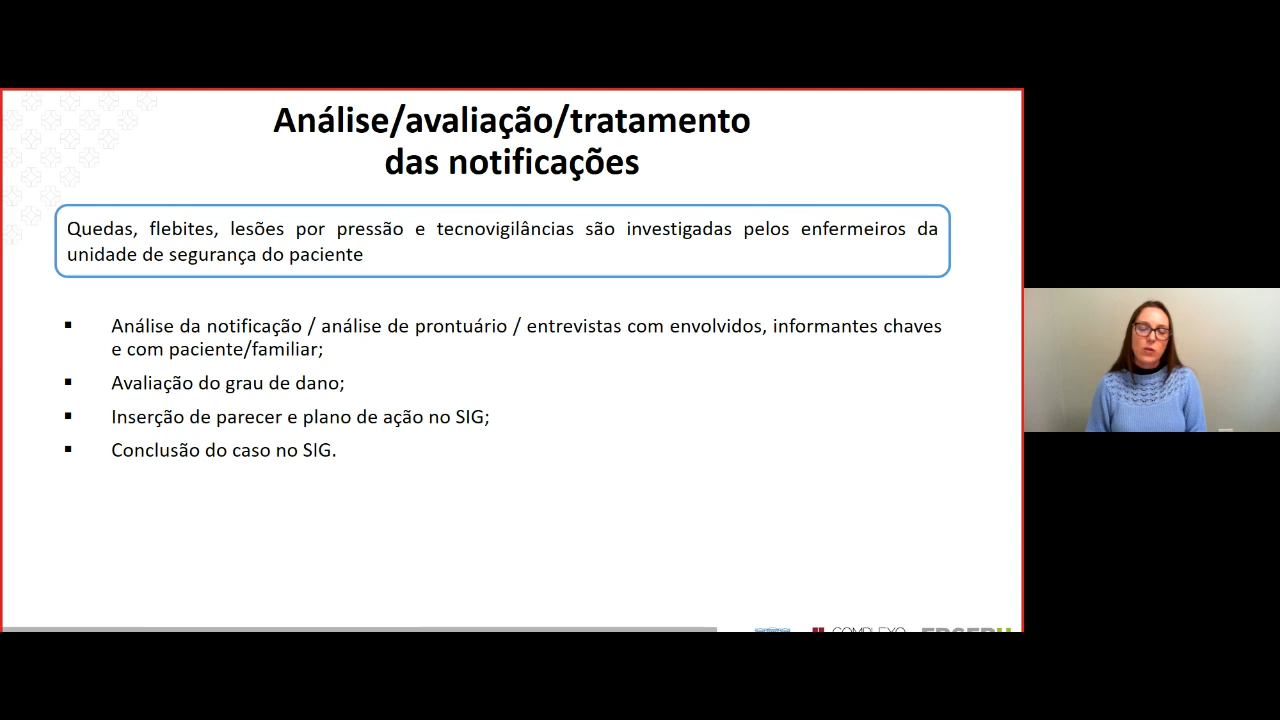 Análise/avaliação/tratamento
das notificações
Quedas, flebites, lesões por pressão e tecnovigilâncias são investigadas pelos enfermeiros da
unidade de segurança do paciente
▪ Análise da notificação / análise de prontuário / entrevistas com envolvidos, informantes chaves
e com paciente/familiar;
▪ Avaliação do grau de dano;
▪ Inserção de parecer e plano de ação no SIG;
▪ Conclusão do caso no SIG.
COMPLEXO
EBSERH